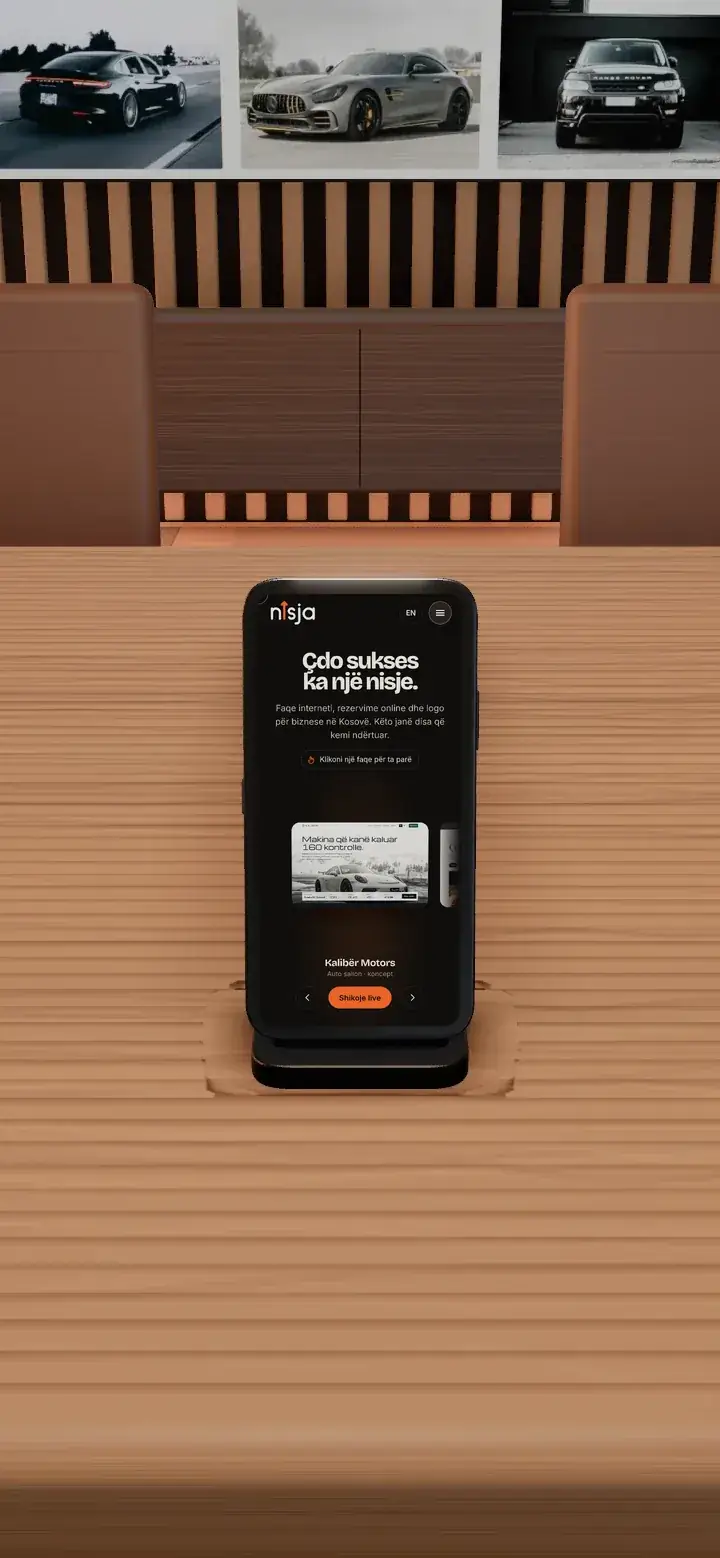 RANGE ROVER
nisja
EN
Çdo sukses
ka një nisje.
Faqe interneti, rezervime online dhe logo
për biznese në Kosovë. Këto janë disa që
kemi ndërtuar.
Klikoni një faqe për ta parë
Makina që kanë kaluar
160 kontrolle.
Kalibër Motors
Auto sallon · koncept
Shikoje live